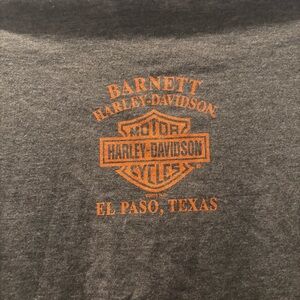 BARNETT
HARLEY-DAVIDSON
MOTOR
HARLEY-DAVIDSON
CYCLES
EL PASO, TEXAS